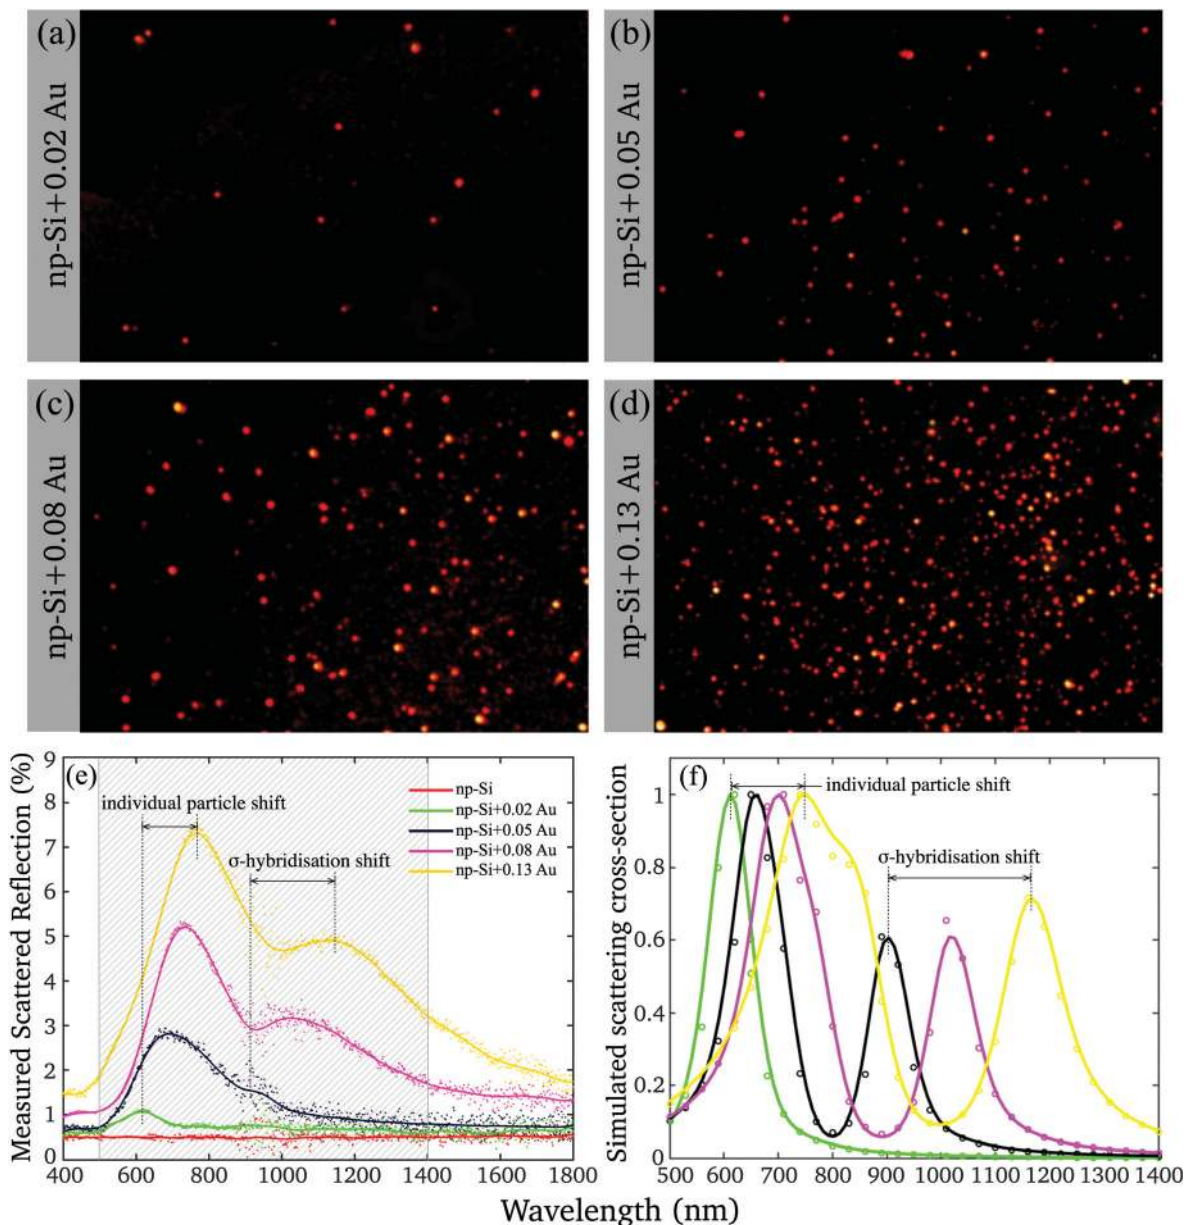 (a)
np-Si+0.02 Au
(b)
np-Si+0.05 Au
(c)
np-Si+0.08 Au
(d)
np-Si+0.13 Au
(e)
Measured Scattered Reflection (%)
9
8
7
6
5
4
3
2
1
0
individual particle shift
σ-hybridisation shift
np-Si
np-Si+0.02 Au
np-Si+0.05 Au
np-Si+0.08 Au
np-Si+0.13 Au
400 600 800 1000 1200 1400 1600 1800
(f)
Simulated scattering cross-section
1
0.8
0.6
0.4
0.2
0
individual particle shift
σ-hybridisation shift
500 600 700 800 900 1000 1100 1200 1300 1400
Wavelength (nm)